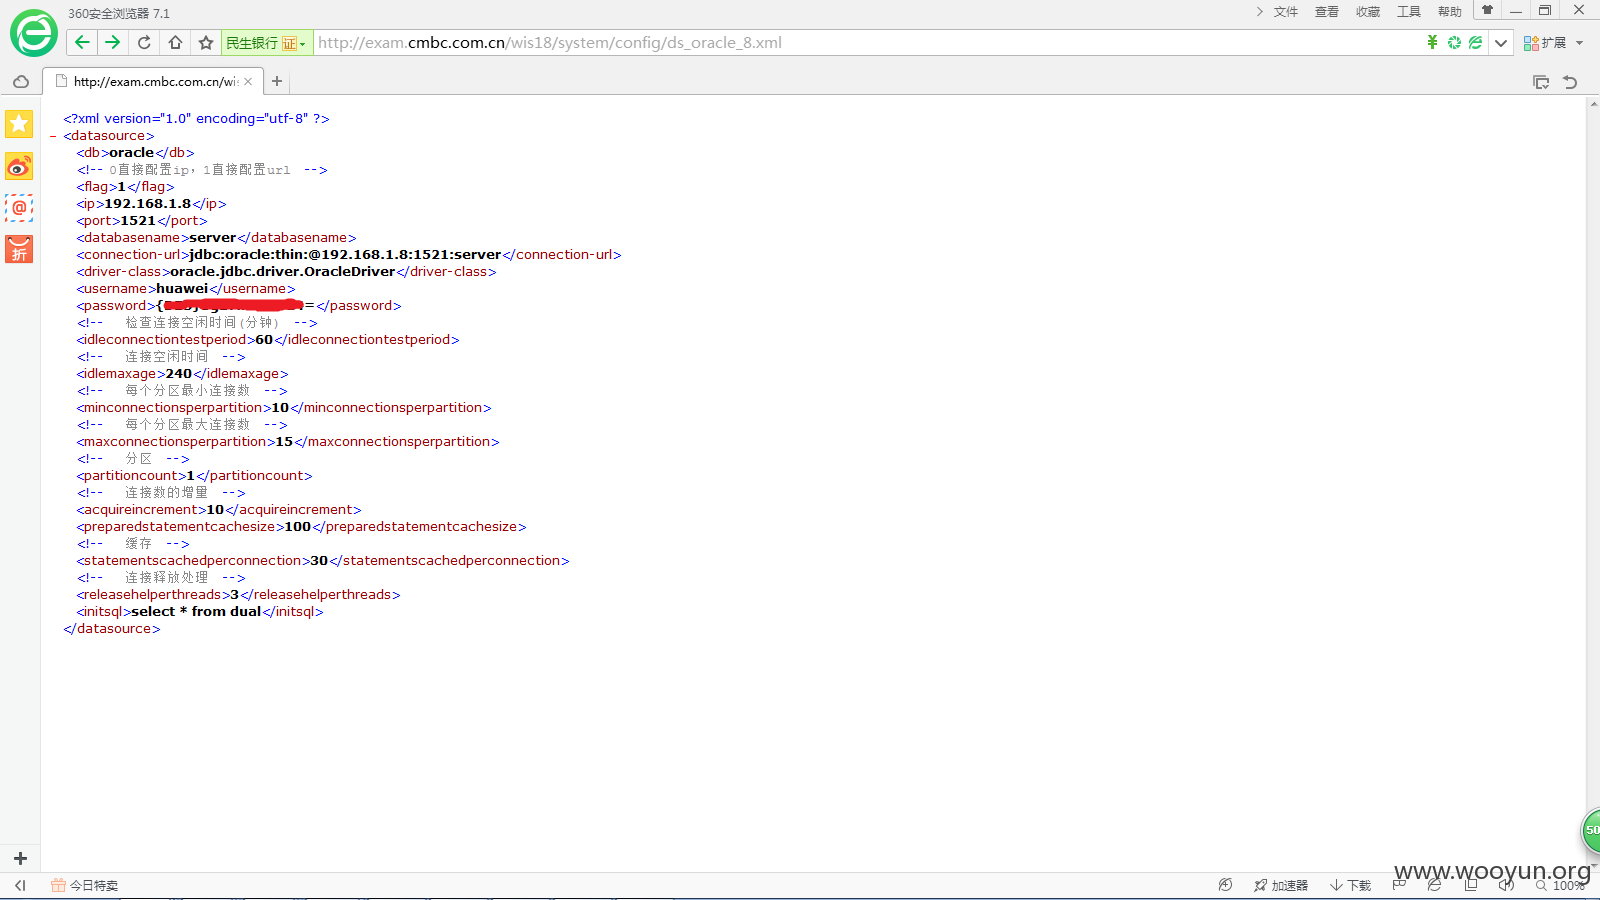 360安全浏览器 7.1
文件 查看 收藏 工具 帮助
民生银行 证 http://exam.cmbc.com.cn/wis18/system/config/ds_oracle_8.xml
扩展
http://exam.cmbc.com.cn/wi
<?xml version="1.0" encoding="utf-8" ?>
- <datasource>
<db>oracle</db>
<!-- 0直接配置ip，1直接配置url -->
<flag>1</flag>
<ip>192.168.1.8</ip>
<port>1521</port>
<databasename>server</databasename>
<connection-url>jdbc:oracle:thin:@192.168.1.8:1521:server</connection-url>
<driver-class>oracle.jdbc.driver.OracleDriver</driver-class>
<username>huawei</username>
<password>{ =</password>
<!-- 检查连接空闲时间(分钟) -->
<idleconnectiontestperiod>60</idleconnectiontestperiod>
<!-- 连接空闲时间 -->
<idlemaxage>240</idlemaxage>
<!-- 每个分区最小连接数 -->
<minconnectionsperpartition>10</minconnectionsperpartition>
<!-- 每个分区最大连接数 -->
<maxconnectionsperpartition>15</maxconnectionsperpartition>
<!-- 分区 -->
<partitioncount>1</partitioncount>
<!-- 连接数的增量 -->
<acquireincrement>10</acquireincrement>
<preparedstatementcachesize>100</preparedstatementcachesize>
<!-- 缓存 -->
<statementscachedperconnection>30</statementscachedperconnection>
<!-- 连接释放处理 -->
<releasehelperthreads>3</releasehelperthreads>
<initsql>select * from dual</initsql>
</datasource>
折
50
www.wooyun.org
今日特卖
加速器 下载 100%